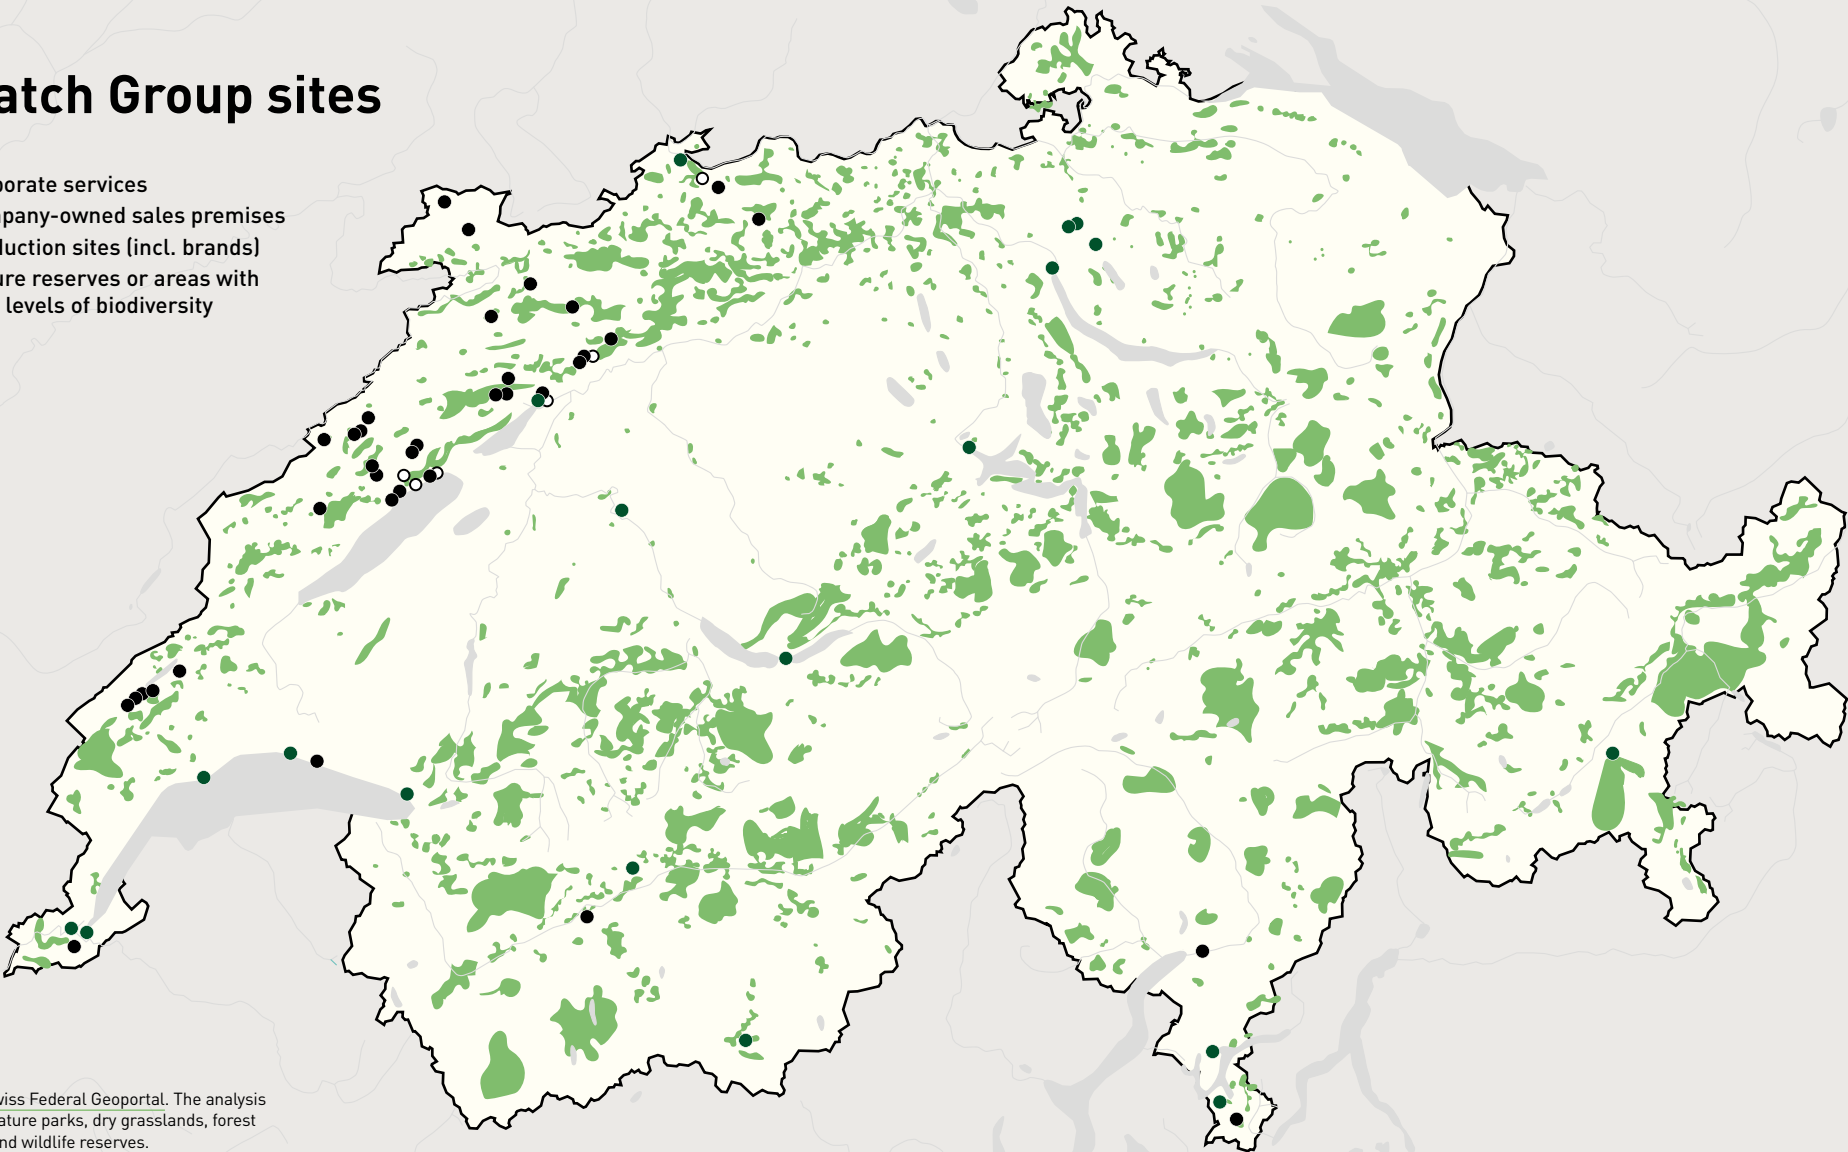 atch Group sites
porate services
npany-owned sales premises
duction sites (incl. brands)
ure reserves or areas with
levels of biodiversity
wiss Federal Geoportal. The analysis
ature parks, dry grasslands, forest
nd wildlife reserves.